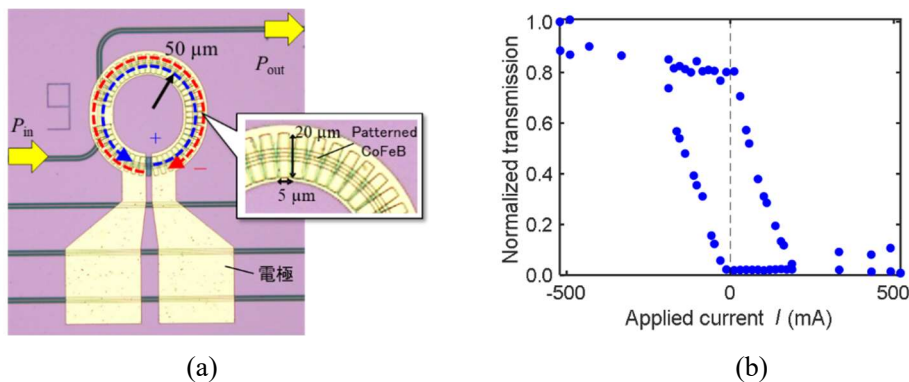 50 µm
Pout
9
Pin
20 µm
Patterned
CoFeB
+
−
5 µm
電極
(a)
Normalized transmission
1.0
0.8
0.6
0.4
0.2
0.0
-500
0
500
Applied current I (mA)
(b)